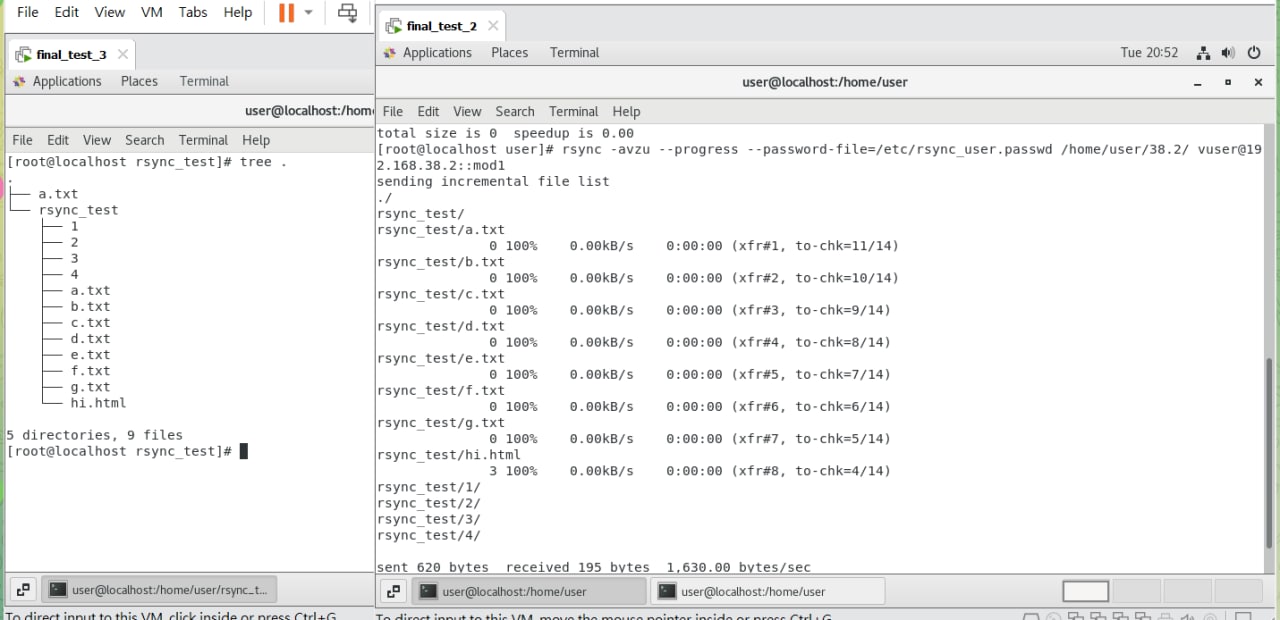 File Edit View VM Tabs Help
final_test_3
Applications Places Terminal
user@localhost:/hom
File Edit View Search Terminal Help
[root@localhost rsync_test]# tree .
.
├── a.txt
└── rsync_test
    ├── 1
    ├── 2
    ├── 3
    ├── 4
    ├── a.txt
    ├── b.txt
    ├── c.txt
    ├── d.txt
    ├── e.txt
    ├── f.txt
    ├── g.txt
    └── hi.html
5 directories, 9 files
[root@localhost rsync_test]#
user@localhost:/home/user/rsync_t...
To direct input to this VM, click inside or press Ctrl+G.
final_test_2
Applications Places Terminal Tue 20:52
user@localhost:/home/user
File Edit View Search Terminal Help
total size is 0  speedup is 0.00
[root@localhost user]# rsync -avzu --progress --password-file=/etc/rsync_user.passwd /home/user/38.2/ vuser@19
2.168.38.2::mod1
sending incremental file list
./
rsync_test/
rsync_test/a.txt
0 100%    0.00kB/s    0:00:00 (xfr#1, to-chk=11/14)
rsync_test/b.txt
0 100%    0.00kB/s    0:00:00 (xfr#2, to-chk=10/14)
rsync_test/c.txt
0 100%    0.00kB/s    0:00:00 (xfr#3, to-chk=9/14)
rsync_test/d.txt
0 100%    0.00kB/s    0:00:00 (xfr#4, to-chk=8/14)
rsync_test/e.txt
0 100%    0.00kB/s    0:00:00 (xfr#5, to-chk=7/14)
rsync_test/f.txt
0 100%    0.00kB/s    0:00:00 (xfr#6, to-chk=6/14)
rsync_test/g.txt
0 100%    0.00kB/s    0:00:00 (xfr#7, to-chk=5/14)
rsync_test/hi.html
3 100%    0.00kB/s    0:00:00 (xfr#8, to-chk=4/14)
rsync_test/1/
rsync_test/2/
rsync_test/3/
rsync_test/4/
sent 620 bytes  received 195 bytes  1,630.00 bytes/sec
user@localhost:/home/user user@localhost:/home/user
To direct input to this VM, move the mouse pointer inside or press Ctrl+G.